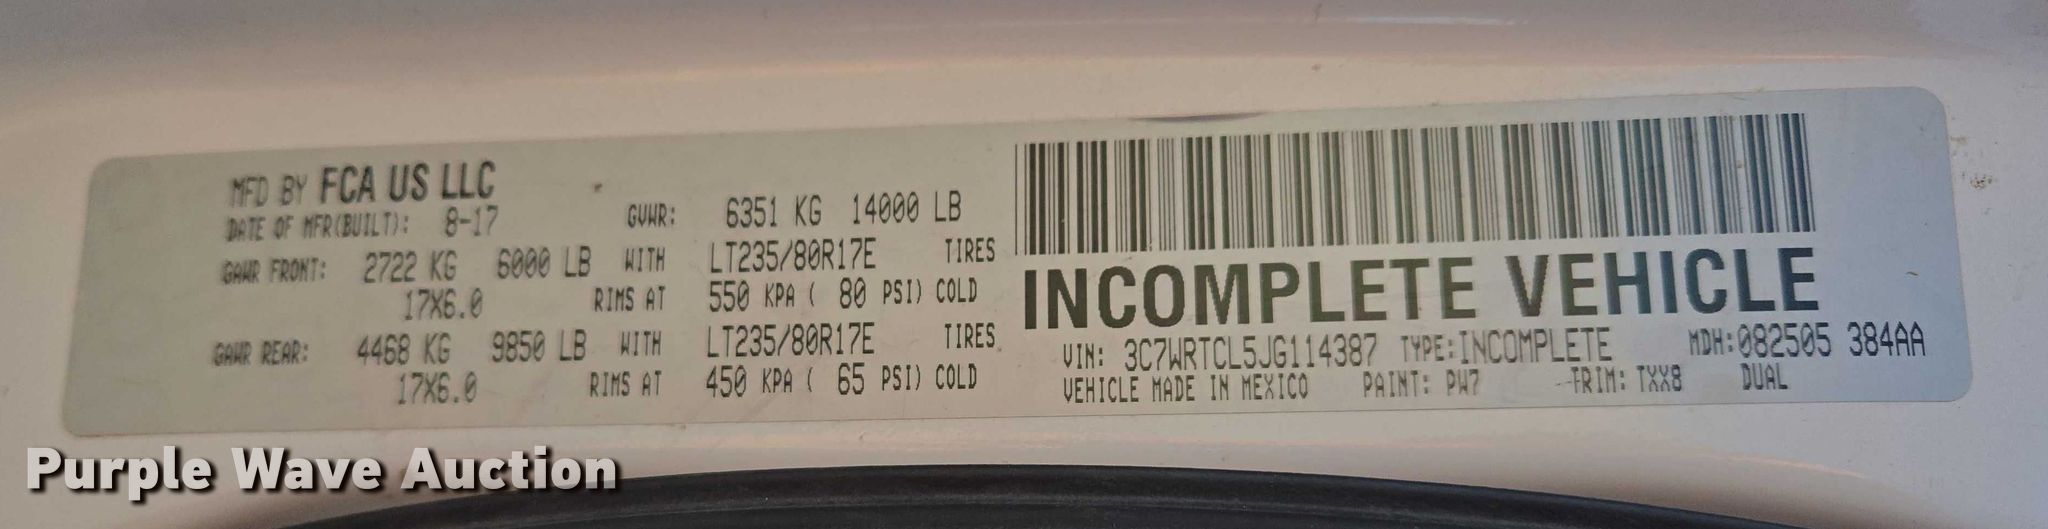 MFD BY FCA US LLC
DATE OF MFR(BUILT): 8-17 GVWR: 6351 KG 14000 LB
GAWR FRONT: 2722 KG 6000 LB WITH LT235/80R17E TIRES
17X6.0 RIMS AT 550 KPA ( 80 PSI) COLD
GAWR REAR: 4468 KG 9850 LB WITH LT235/80R17E TIRES
17X6.0 RIMS AT 450 KPA ( 65 PSI) COLD
INCOMPLETE VEHICLE
VIN: 3C7WRTCL5JG114387 TYPE:INCOMPLETE MDH:082505 384AA
VEHICLE MADE IN MEXICO PAINT: PW7 TRIM: TXX8 DUAL
Purple Wave Auction